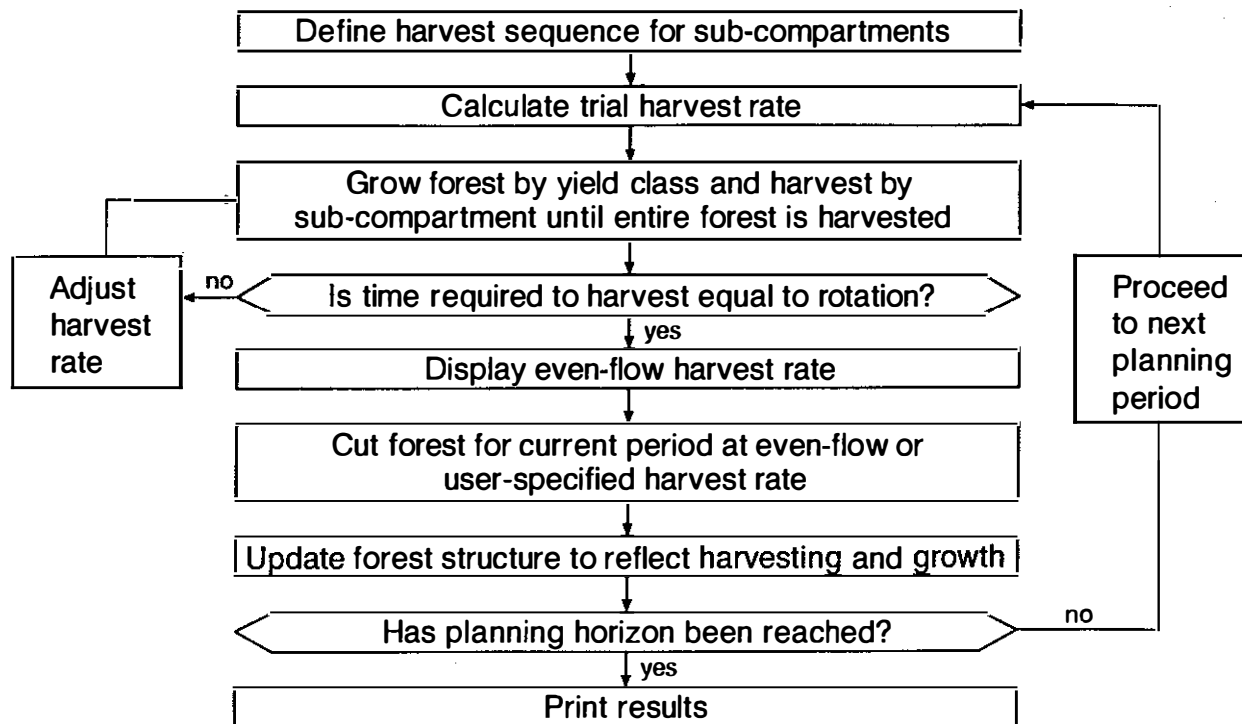 Define harvest sequence for sub-compartments
Calculate trial harvest rate
Grow forest by yield class and harvest by
sub-compartment until entire forest is harvested
Adjust
harvest
rate
no
Is time required to harvest equal to rotation?
yes
Proceed
to next
planning
period
Display even-flow harvest rate
Cut forest for current period at even-flow or
user-specified harvest rate
Update forest structure to reflect harvesting and growth
Has planning horizon been reached?
no
yes
Print results